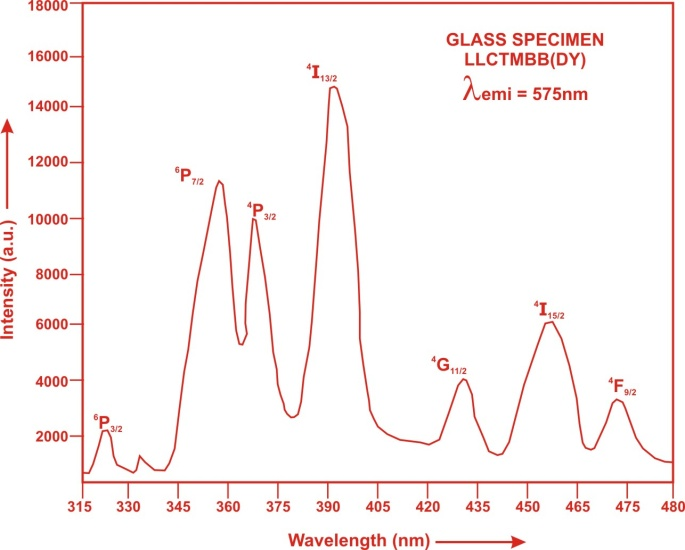 18000
16000
14000
12000
10000
8000
6000
4000
2000
Intensity (a.u.)
GLASS SPECIMEN
LLCTMBB(DY)
λemi = 575nm
⁶P₃/₂
⁶P₇/₂
⁴P₃/₂
⁴I₁₃/₂
⁴G₁₁/₂
⁴I₁₅/₂
⁴F₉/₂
315 330 345 360 375 390 405 420 435 450 465 475 480
Wavelength (nm)